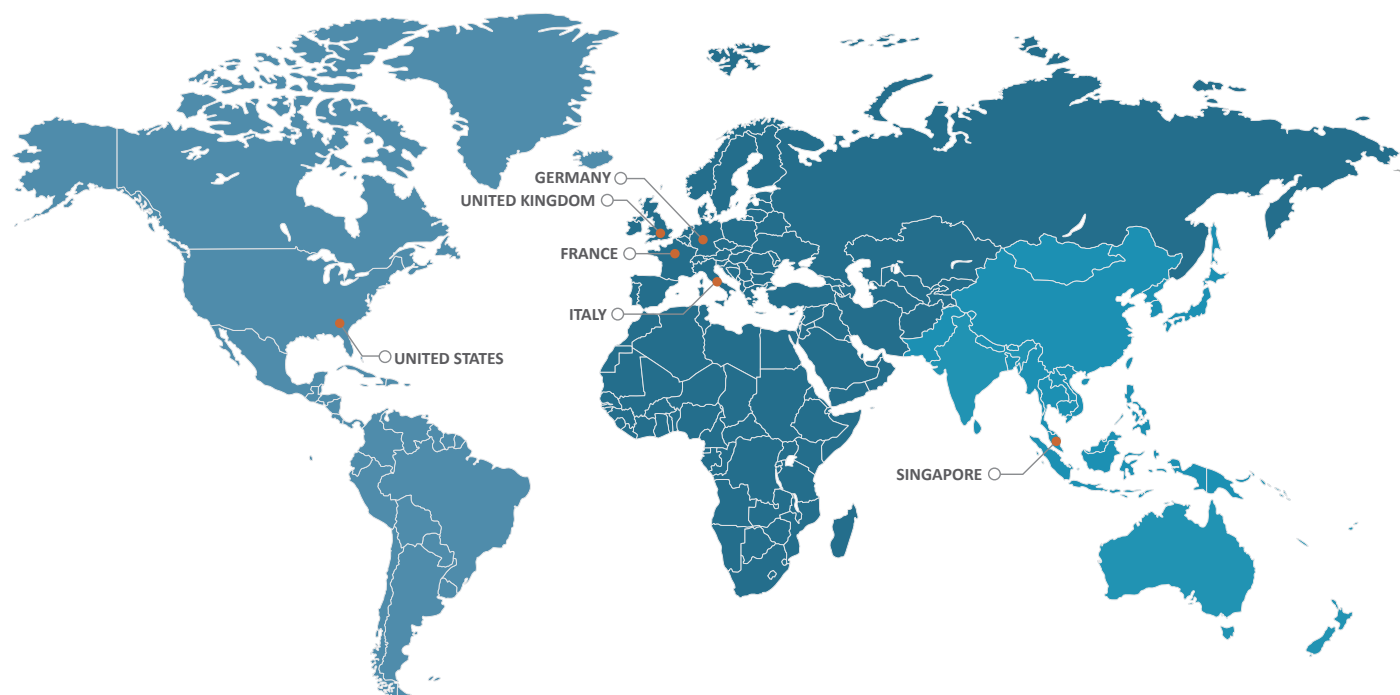 GERMANY
UNITED KINGDOM
FRANCE
ITALY
UNITED STATES
SINGAPORE